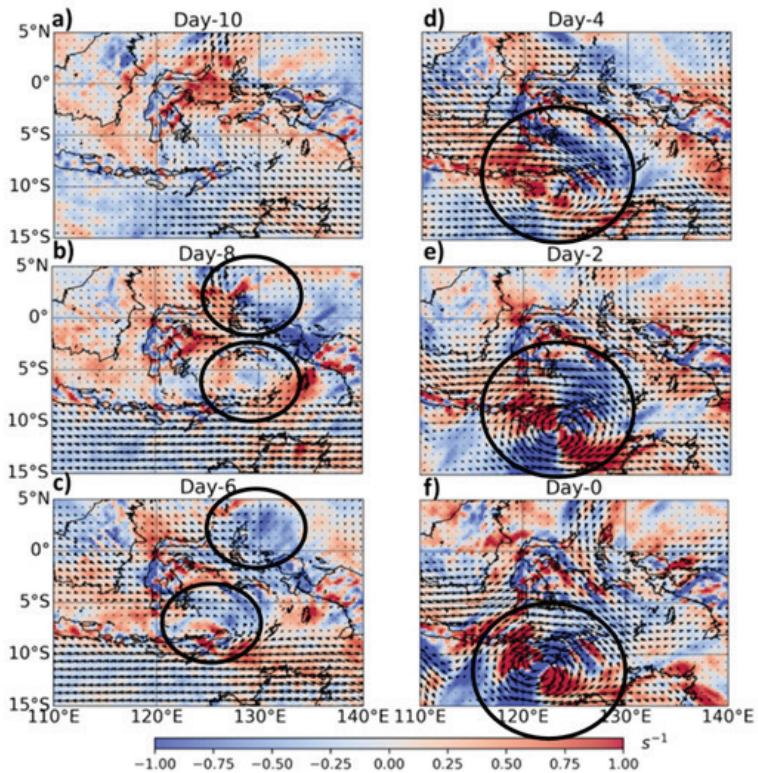 a) Day-10
5°N
0°
5°S
10°S
15°S
b) Day-8
5°N
0°
5°S
10°S
15°S
c) Day-6
5°N
0°
5°S
10°S
15°S
110°E 120°E 130°E 140°E
d) Day-4
e) Day-2
f) Day-0
110°E 120°E 130°E 140°E
s⁻¹
−1.00 −0.75 −0.50 −0.25 0.00 0.25 0.50 0.75 1.00